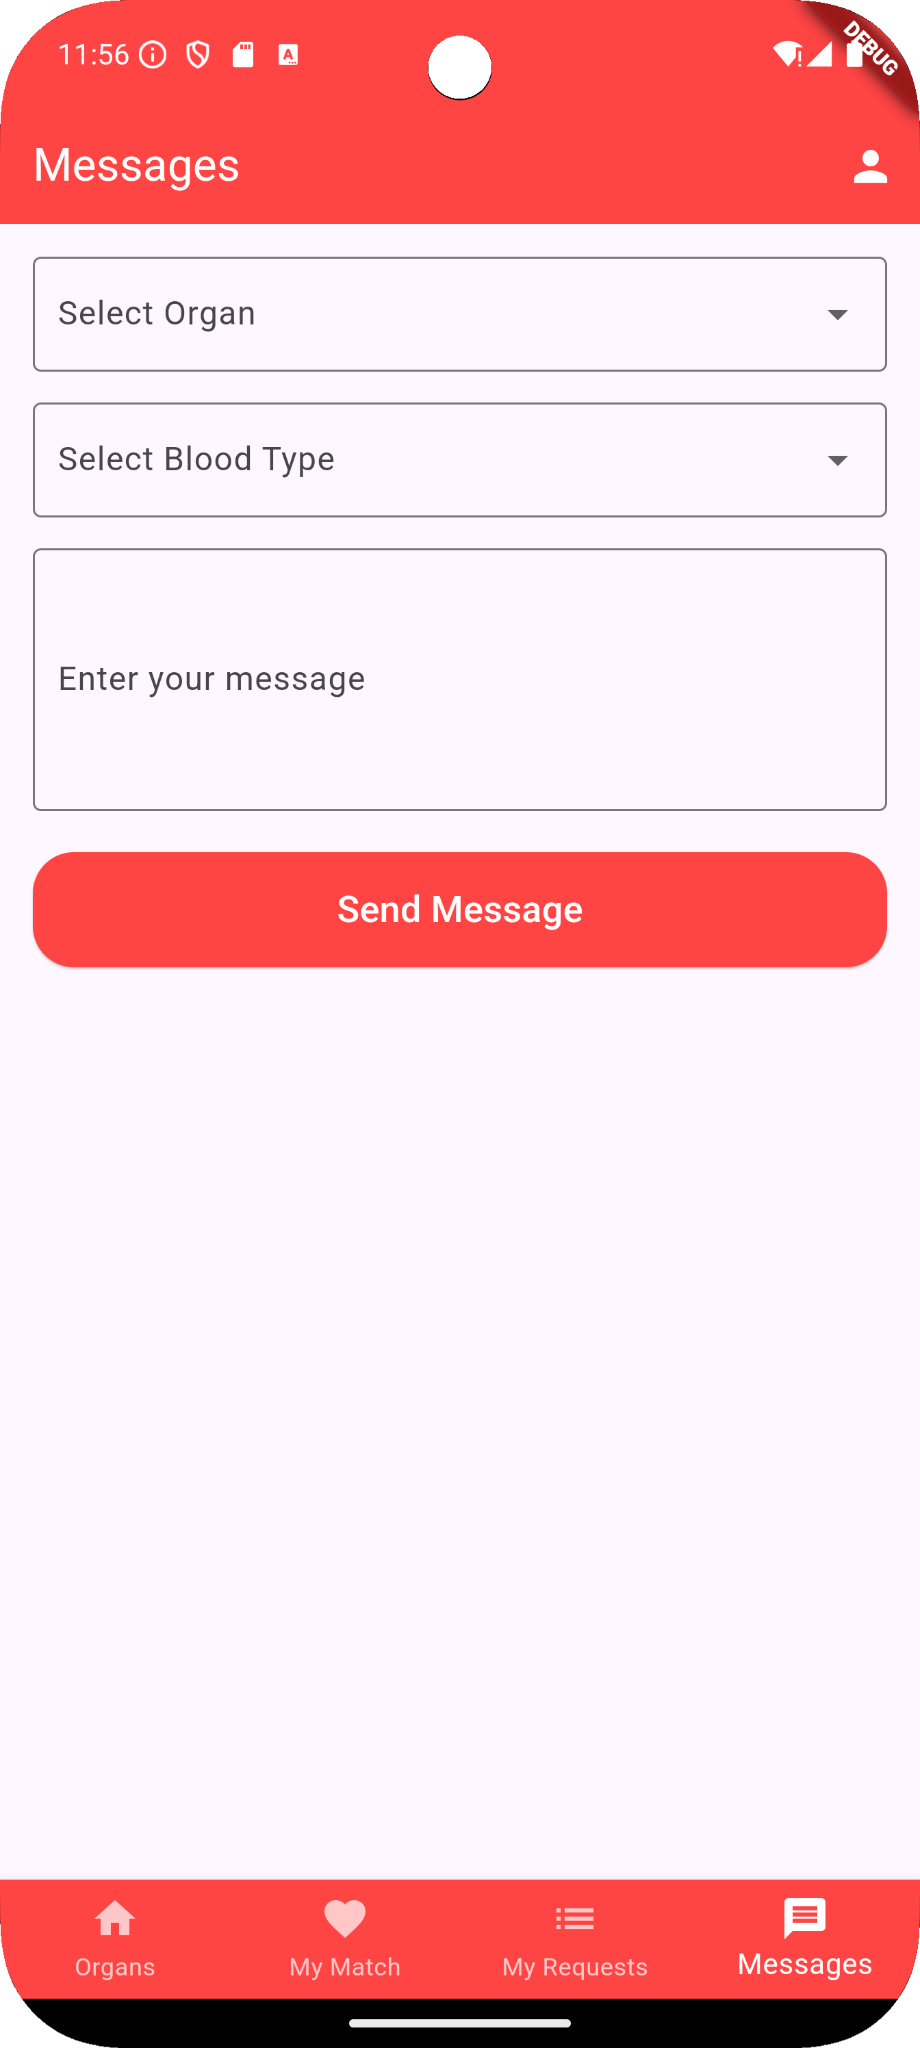 11:56
DEBUG
Messages
Select Organ
Select Blood Type
Enter your message
Send Message
Organs
My Match
My Requests
Messages